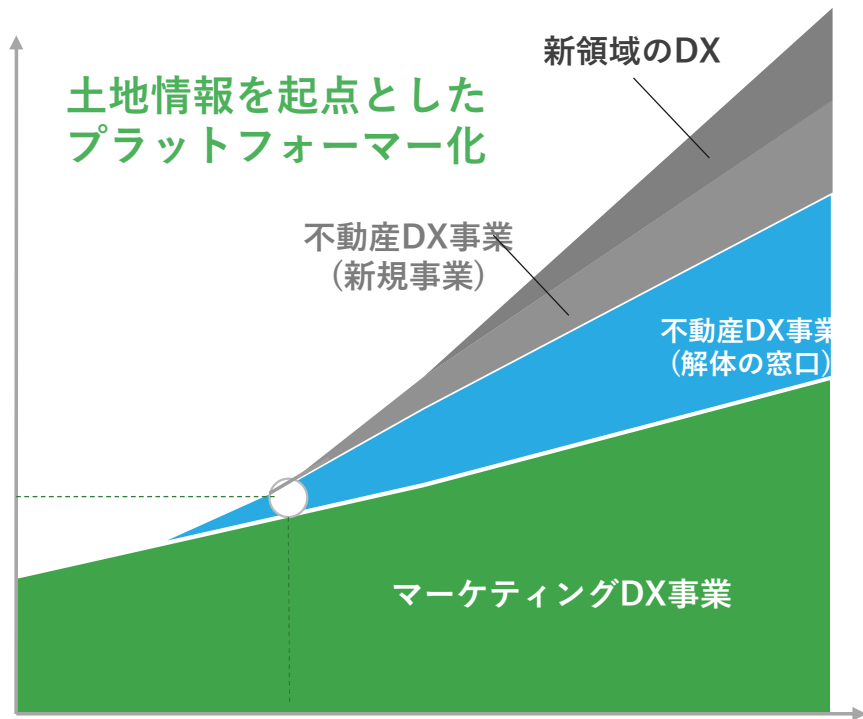 新領域のDX
土地情報を起点とした
プラットフォーマー化
不動産DX事業
(新規事業)
不動産DX事業
(解体の窓口)
マーケティングDX事業